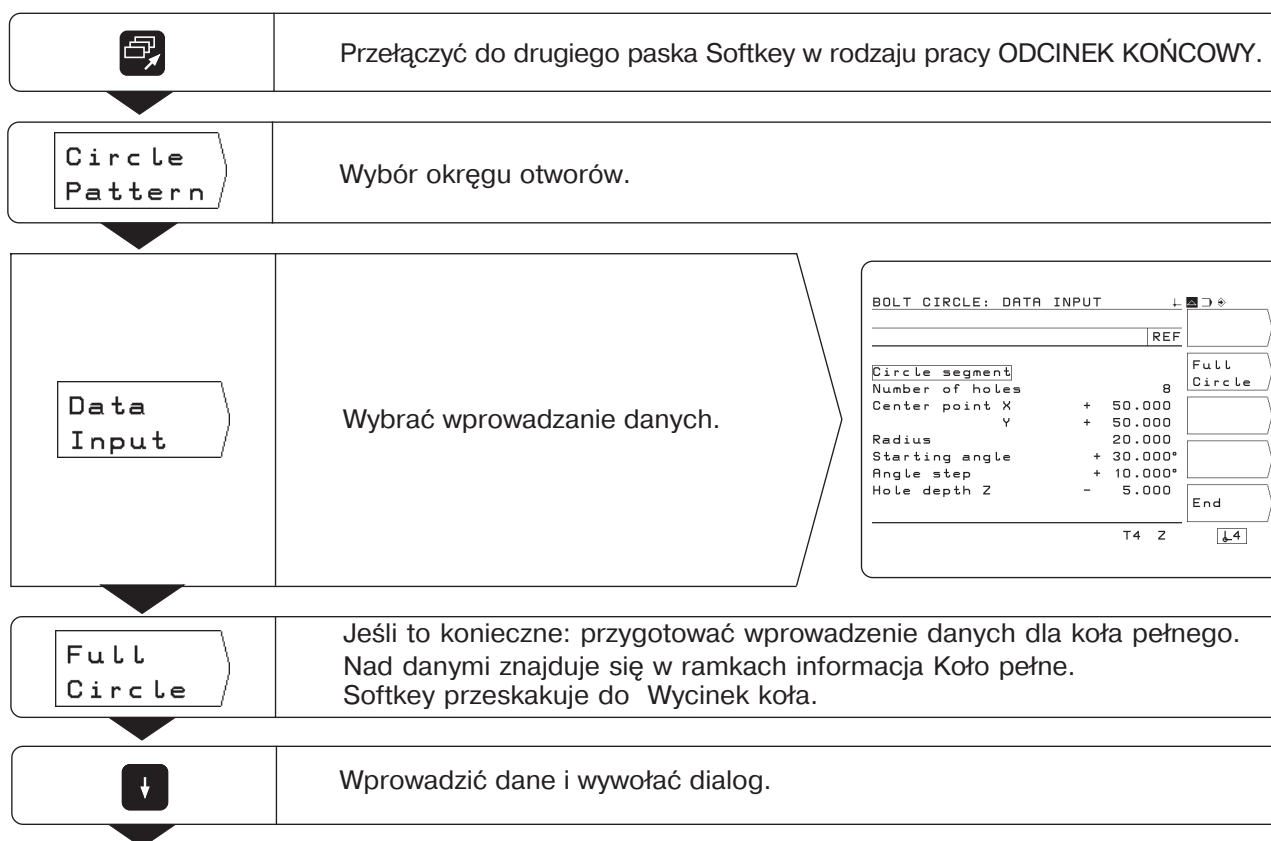 Przełączyć do drugiego paska Softkey w rodzaju pracy ODCINEK KOŃCOWY.
Circle
Pattern
Wybór okręgu otworów.
Data
Input
Wybrać wprowadzanie danych.
BOLT CIRCLE: DATA INPUT
REF
Circle segment
Number of holes 8
Center point X + 50.000
Y + 50.000
Radius 20.000
Starting angle + 30.000°
Angle step + 10.000°
Hole depth Z - 5.000
T4 Z
Full
Circle
End
4
Full
Circle
Jeśli to konieczne: przygotować wprowadzenie danych dla koła pełnego.
Nad danymi znajduje się w ramkach informacja Koło pełne.
Softkey przeskakuje do Wycinek koła.
Wprowadzić dane i wywołać dialog.